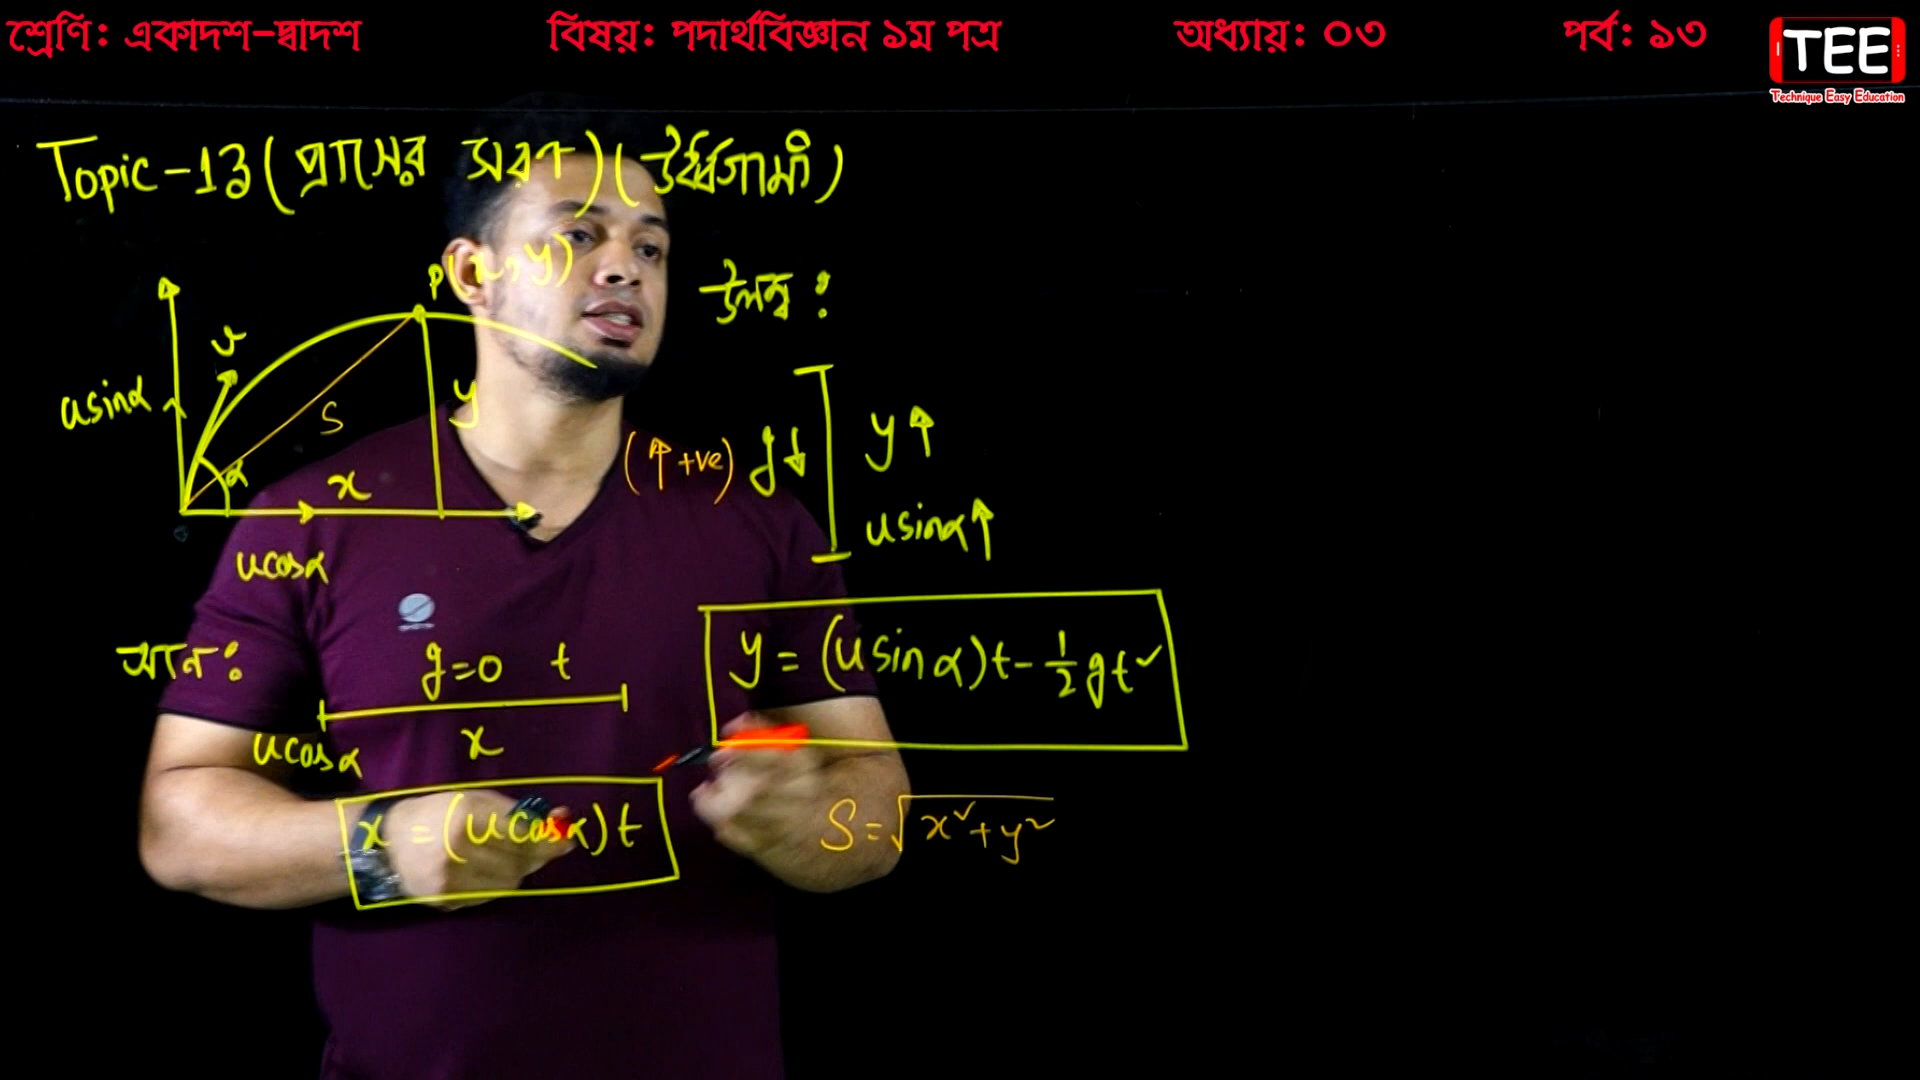 শ্রেণি: একাদশ-দ্বাদশ
বিষয়: পদার্থবিজ্ঞান ১ম পত্র
অধ্যায়: ০৩
পর্ব: ১৩
TEE
Technique Easy Education
Topic-13 (প্রাসের সরণ) (উর্ধ্বগামী)
P(x, y)
v
usinα
S
y
α
x
ucosα
উলম্ব:
(↑ +ve) g↓
y↑
usinα↑
আনু:
g=0 t
ucosα
x
x = (ucosα)t
y = (usinα)t - ½gt²
S = √x²+y²